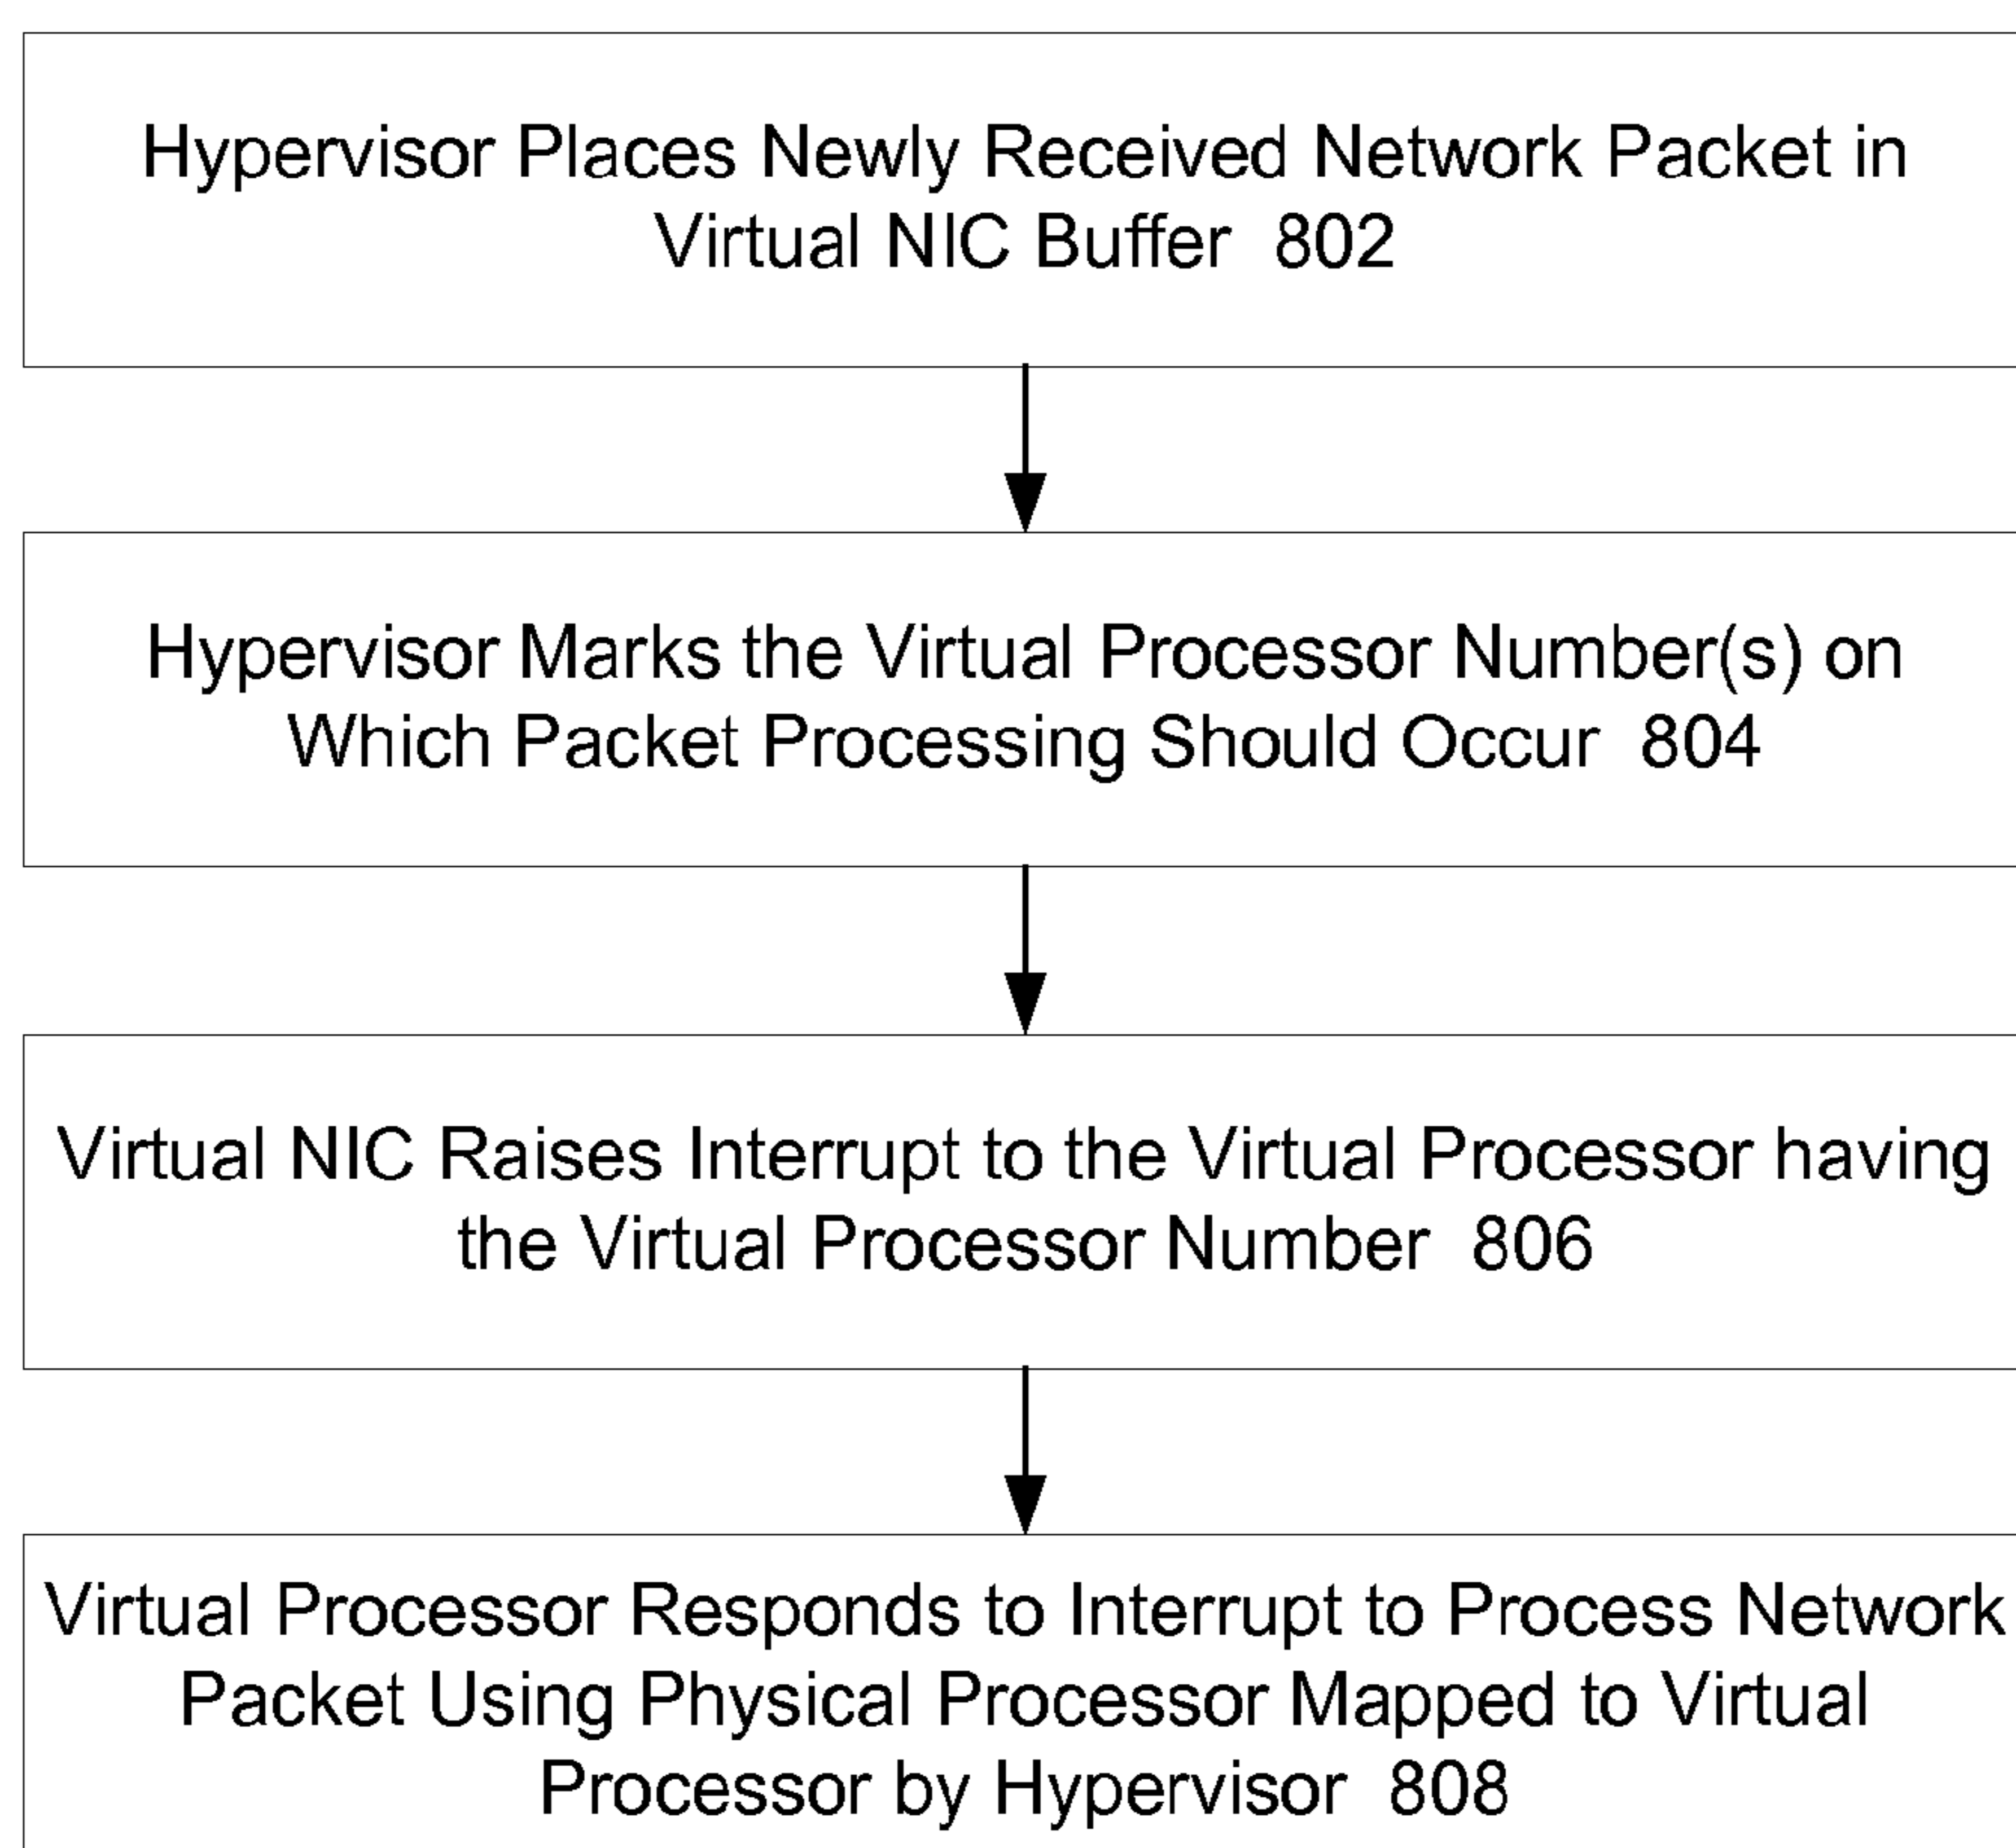 Hypervisor Places Newly Received Network Packet in
Virtual NIC Buffer 802
Hypervisor Marks the Virtual Processor Number(s) on
Which Packet Processing Should Occur 804
Virtual NIC Raises Interrupt to the Virtual Processor having
the Virtual Processor Number 806
Virtual Processor Responds to Interrupt to Process Network
Packet Using Physical Processor Mapped to Virtual
Processor by Hypervisor 808